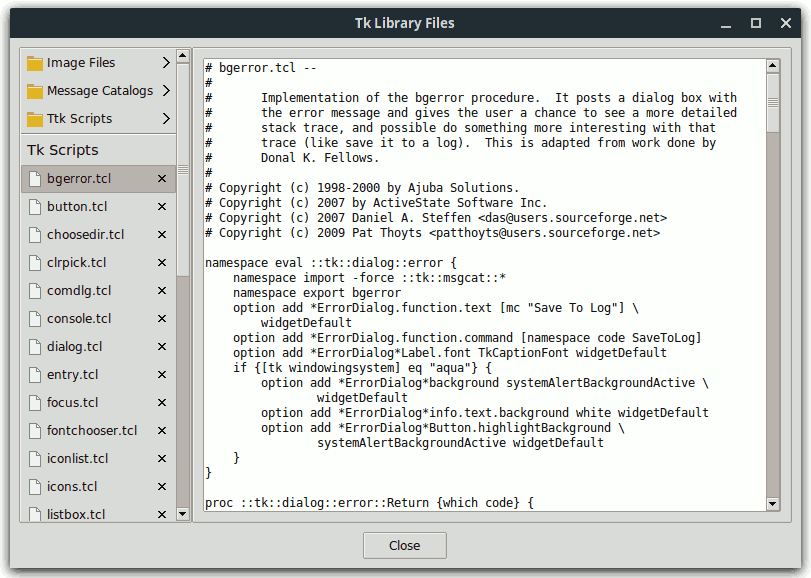 Tk Library Files
Image Files
Message Catalogs
Ttk Scripts
Tk Scripts
bgerror.tcl
button.tcl
choosedir.tcl
clrpick.tcl
comdlg.tcl
console.tcl
dialog.tcl
entry.tcl
focus.tcl
fontchooser.tcl
iconlist.tcl
icons.tcl
listbox.tcl
# bgerror.tcl --
#
#       Implementation of the bgerror procedure.  It posts a dialog box with
#       the error message and gives the user a chance to see a more detailed
#       stack trace, and possible do something more interesting with that
#       trace (like save it to a log).  This is adapted from work done by
#       Donal K. Fellows.
#
# Copyright (c) 1998-2000 by Ajuba Solutions.
# Copyright (c) 2007 by ActiveState Software Inc.
# Copyright (c) 2007 Daniel A. Steffen <das@users.sourceforge.net>
# Copyright (c) 2009 Pat Thoyts <patthoyts@users.sourceforge.net>

namespace eval ::tk::dialog::error {
    namespace import -force ::tk::msgcat::*
    namespace export bgerror
    option add *ErrorDialog.function.text [mc "Save To Log"] \
        widgetDefault
    option add *ErrorDialog.function.command [namespace code SaveToLog]
    option add *ErrorDialog*Label.font TkCaptionFont widgetDefault
    if {[tk windowingsystem] eq "aqua"} {
        option add *ErrorDialog*background systemAlertBackgroundActive \
                widgetDefault
        option add *ErrorDialog*info.text.background white widgetDefault
        option add *ErrorDialog*Button.highlightBackground \
                systemAlertBackgroundActive widgetDefault
    }
}

proc ::tk::dialog::error::Return {which code} {
Close